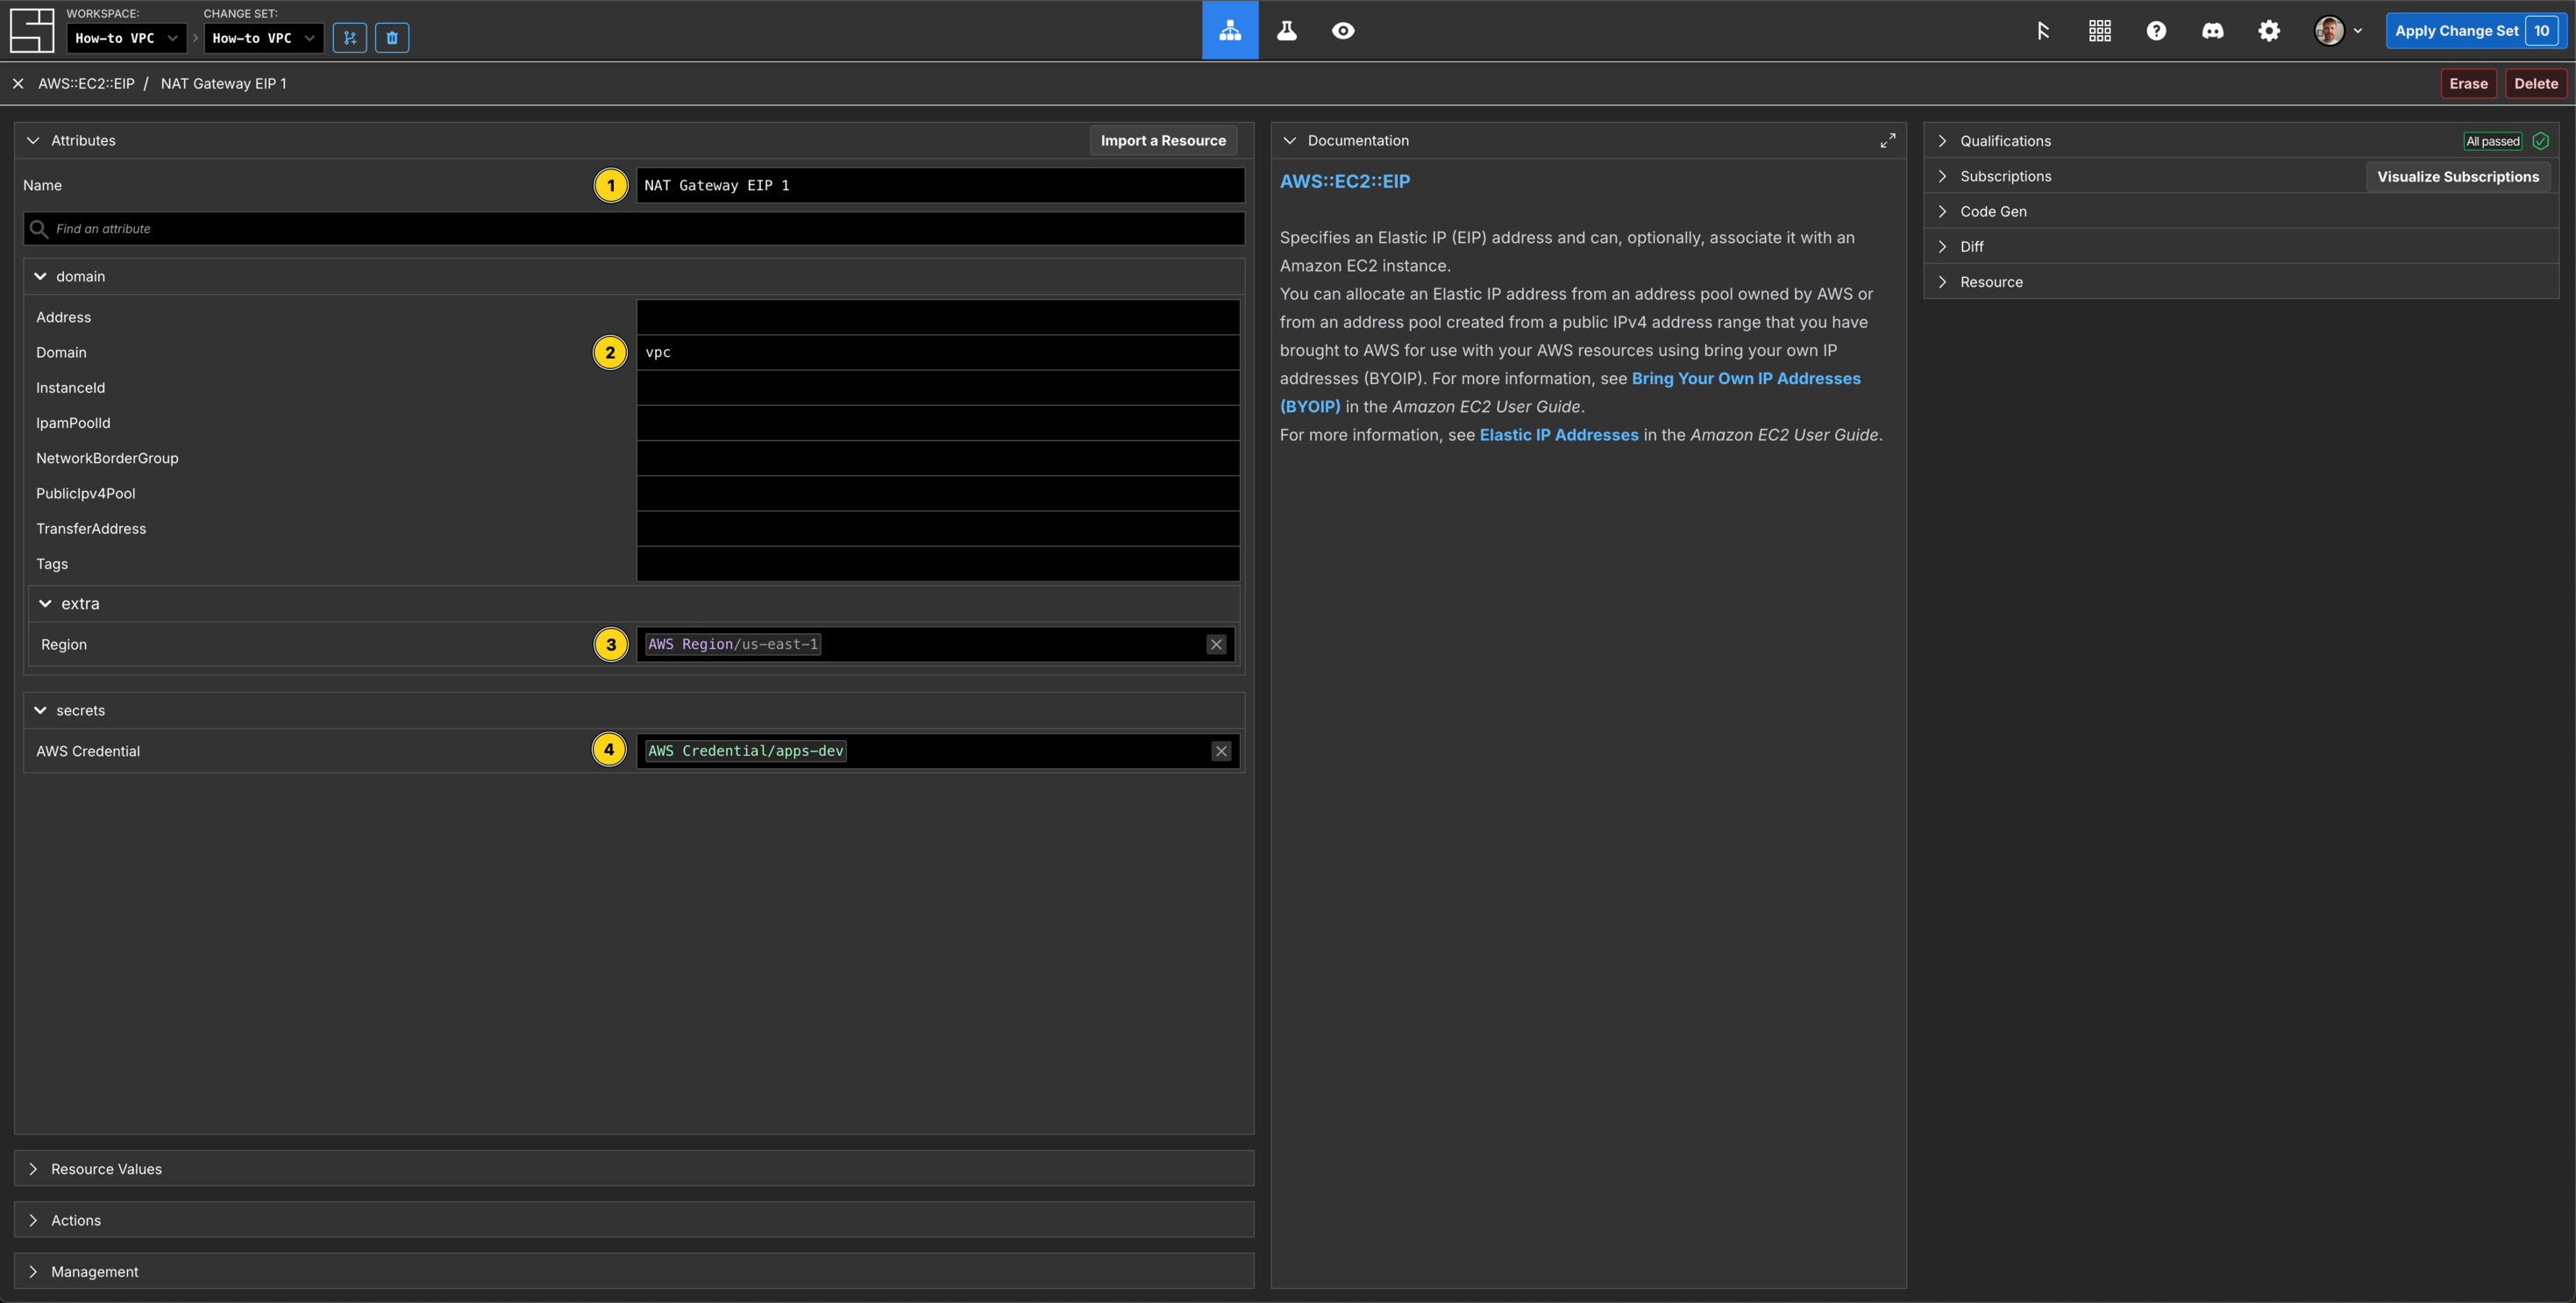 WORKSPACE:
How-to VPC
CHANGE SET:
How-to VPC
Apply Change Set 10
AWS::EC2::EIP / NAT Gateway EIP 1
Erase
Delete
Attributes
Import a Resource
Name
1
NAT Gateway EIP 1
Find an attribute
domain
Address
Domain
2
vpc
InstanceId
IpamPoolId
NetworkBorderGroup
PublicIpv4Pool
TransferAddress
Tags
extra
Region
3
AWS Region/us-east-1
secrets
AWS Credential
4
AWS Credential/apps-dev
Resource Values
Actions
Management
Documentation
AWS::EC2::EIP
Specifies an Elastic IP (EIP) address and can, optionally, associate it with an
Amazon EC2 instance.
You can allocate an Elastic IP address from an address pool owned by AWS or
from an address pool created from a public IPv4 address range that you have
brought to AWS for use with your AWS resources using bring your own IP
addresses (BYOIP). For more information, see Bring Your Own IP Addresses
(BYOIP) in the Amazon EC2 User Guide.
For more information, see Elastic IP Addresses in the Amazon EC2 User Guide.
Qualifications
All passed
Subscriptions
Visualize Subscriptions
Code Gen
Diff
Resource